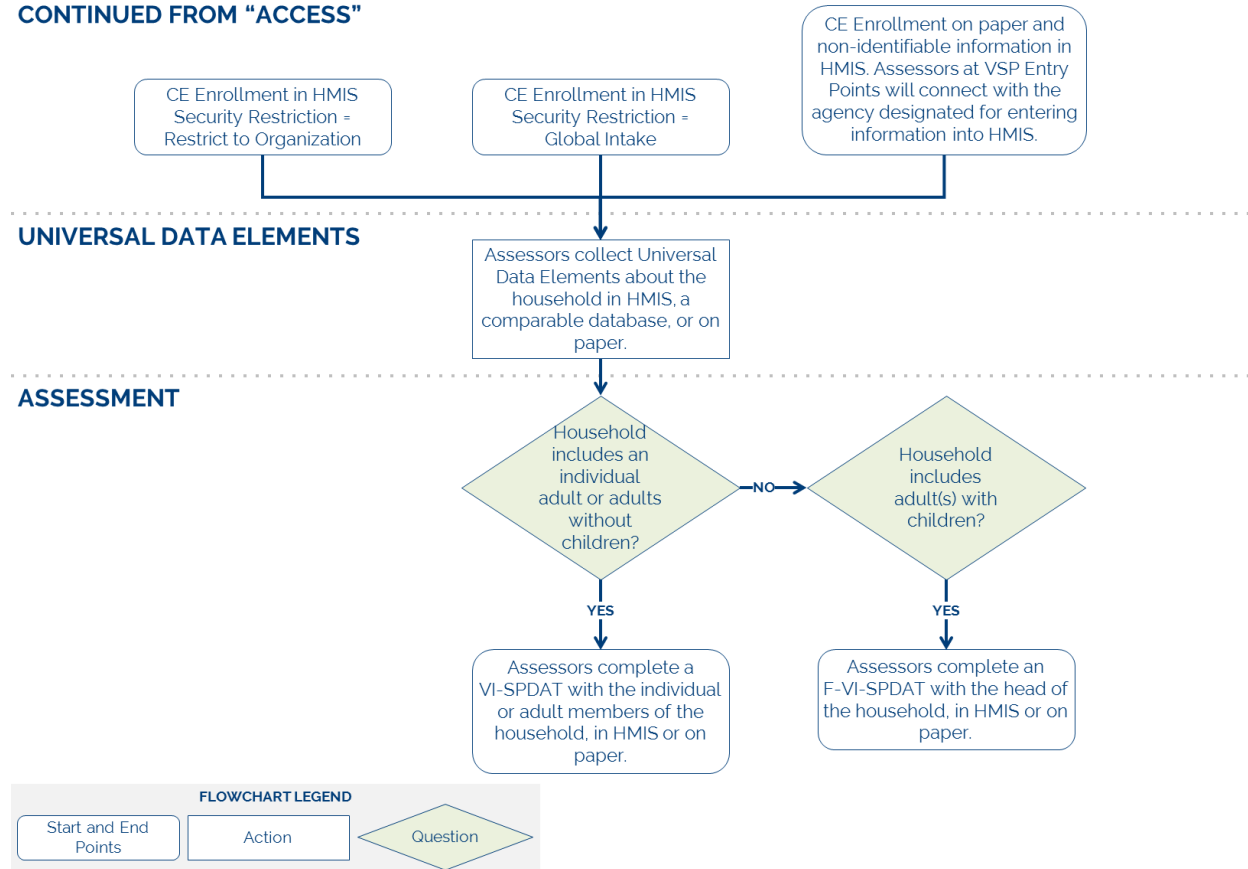 CONTINUED FROM “ACCESS”
CE Enrollment in HMIS
Security Restriction =
Restrict to Organization
CE Enrollment in HMIS
Security Restriction =
Global Intake
CE Enrollment on paper and
non-identifiable information in
HMIS. Assessors at VSP Entry
Points will connect with the
agency designated for entering
information into HMIS.
UNIVERSAL DATA ELEMENTS
Assessors collect Universal
Data Elements about the
household in HMIS, a
comparable database, or on
paper.
ASSESSMENT
Household
includes an
individual
adult or adults
without
children?
NO
Household
includes
adult(s) with
children?
YES
YES
Assessors complete a
VI-SPDAT with the individual
or adult members of the
household, in HMIS or on
paper.
Assessors complete an
F-VI-SPDAT with the head of
the household, in HMIS or on
paper.
FLOWCHART LEGEND
Start and End
Points
Action
Question